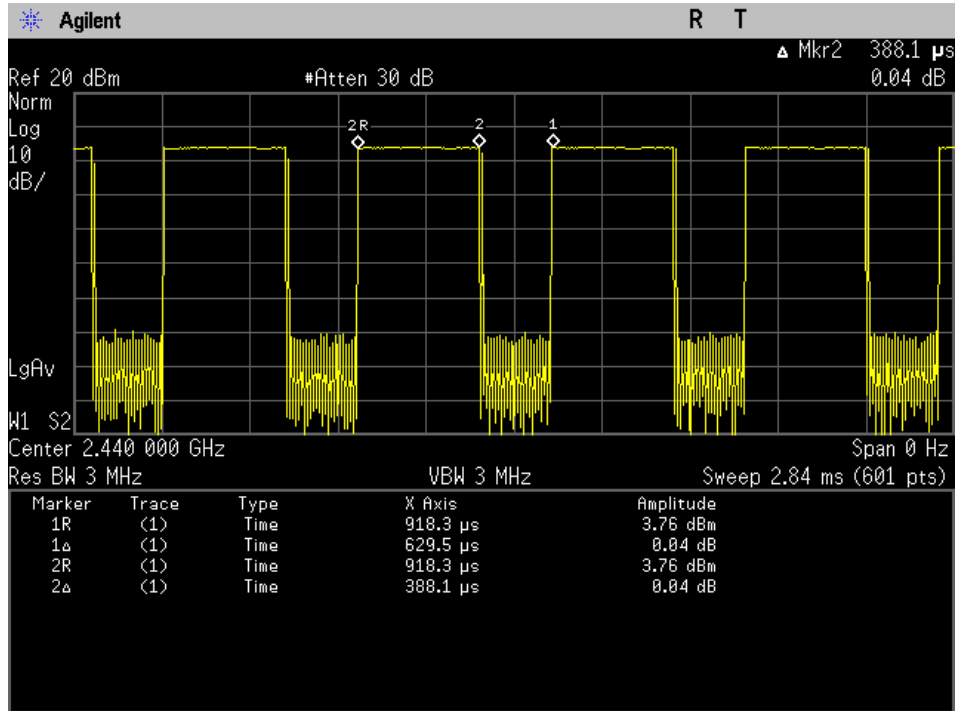 Agilent R T
Δ Mkr2 388.1 µs
Ref 20 dBm #Atten 30 dB 0.04 dB
Norm
Log
10
dB/
2R 2 1
LgAv
W1 S2
Center 2.440 000 GHz Span 0 Hz
Res BW 3 MHz VBW 3 MHz Sweep 2.84 ms (601 pts)
Marker Trace Type X Axis Amplitude
1R (1) Time 918.3 µs 3.76 dBm
1Δ (1) Time 629.5 µs 0.04 dB
2R (1) Time 918.3 µs 3.76 dBm
2Δ (1) Time 388.1 µs 0.04 dB